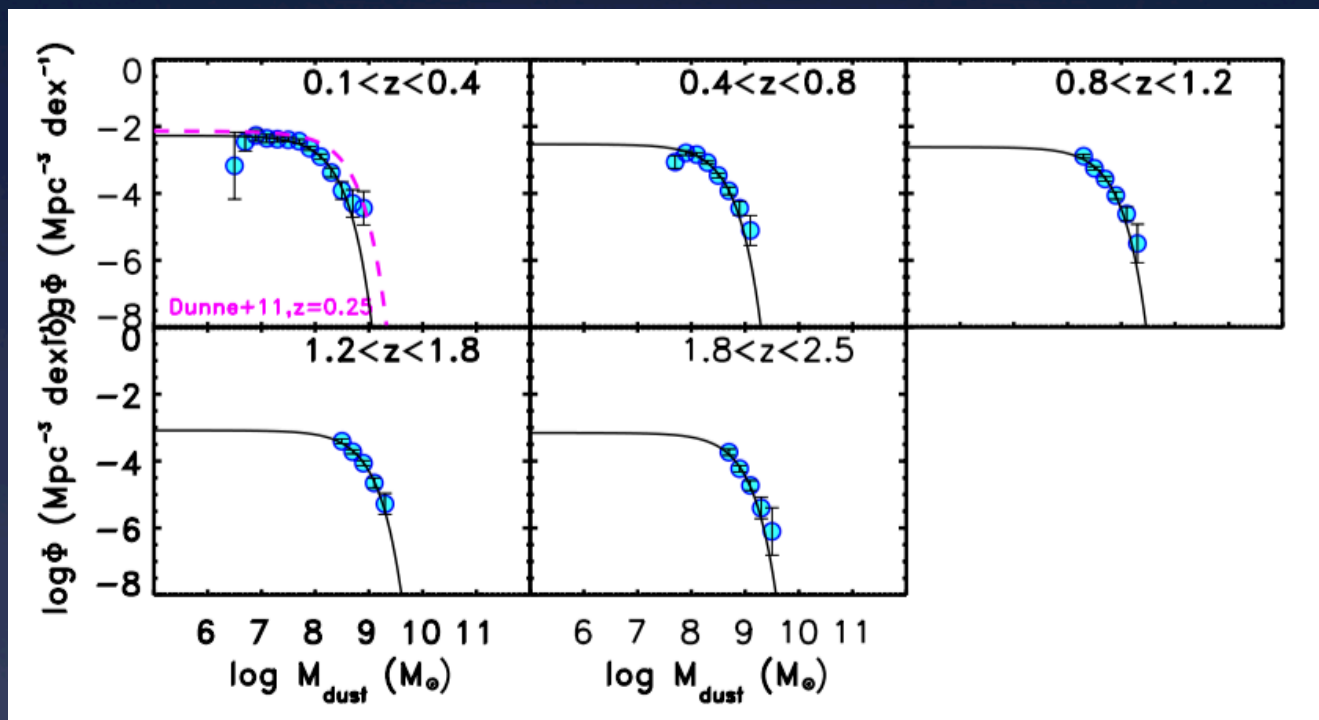 0.1<z<0.4
0.4<z<0.8
0.8<z<1.2
0
−2
−4
−6
−8
logΦ (Mpc⁻³ dex⁻¹)
Dunne+11,z=0.25
1.2<z<1.8
1.8<z<2.5
0
−2
−4
−6
−8
logΦ (Mpc⁻³ dex⁻¹)
6 7 8 9 10 11
6 7 8 9 10 11
log M_dust (M⊙)
log M_dust (M⊙)